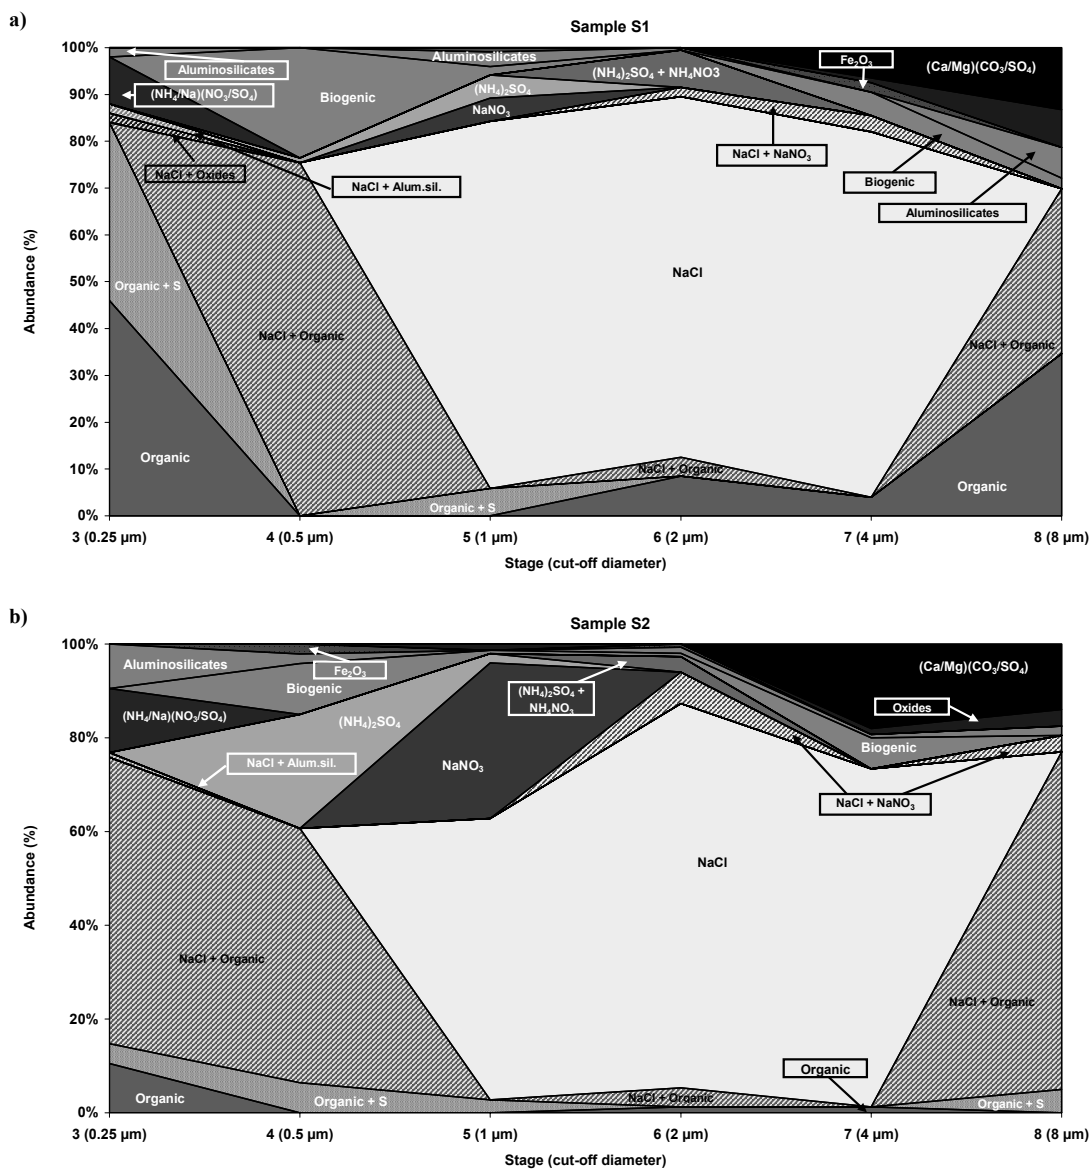 a)
Sample S1
100%
90%
80%
70%
60%
50%
40%
30%
20%
10%
0%
Abundance (%)
Aluminosilicates
(NH₄/Na)(NO₃/SO₄)
NaCl + Oxides
NaCl + Alum.sil.
Biogenic
Aluminosilicates
(NH₄)₂SO₄
NaNO₃
(NH₄)₂SO₄ + NH4NO3
Fe₂O₃
(Ca/Mg)(CO₃/SO₄)
NaCl + NaNO₃
Biogenic
Aluminosilicates
Organic + S
NaCl + Organic
NaCl
NaCl + Organic
Organic
Organic + S
NaCl + Organic
Organic
3 (0.25 µm)
4 (0.5 µm)
5 (1 µm)
6 (2 µm)
7 (4 µm)
8 (8 µm)
Stage (cut-off diameter)
b)
Sample S2
100%
80%
60%
40%
20%
0%
Abundance (%)
Aluminosilicates
Fe₂O₃
Biogenic
(NH₄/Na)(NO₃/SO₄)
(NH₄)₂SO₄
NaCl + Alum.sil.
(NH₄)₂SO₄ +
NH₄NO₃
NaNO₃
(Ca/Mg)(CO₃/SO₄)
Oxides
Biogenic
NaCl + NaNO₃
NaCl
NaCl + Organic
NaCl + Organic
Organic
Organic
Organic + S
NaCl + Organic
Organic + S
3 (0.25 µm)
4 (0.5 µm)
5 (1 µm)
6 (2 µm)
7 (4 µm)
8 (8 µm)
Stage (cut-off diameter)